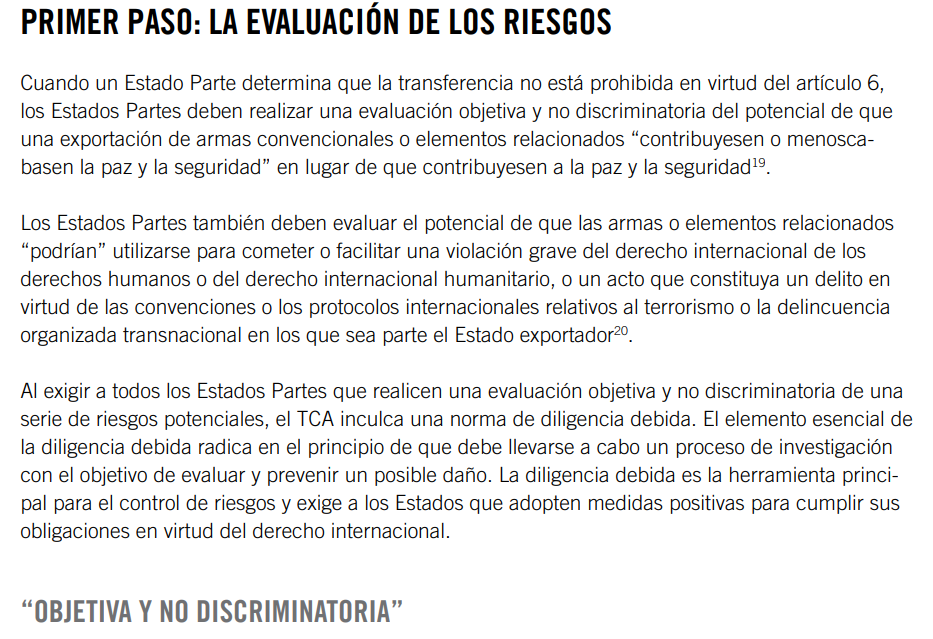 PRIMER PASO: LA EVALUACIÓN DE LOS RIESGOS
Cuando un Estado Parte determina que la transferencia no está prohibida en virtud del artículo 6,
los Estados Partes deben realizar una evaluación objetiva y no discriminatoria del potencial de que
una exportación de armas convencionales o elementos relacionados “contribuyesen o menosca-
basen la paz y la seguridad” en lugar de que contribuyesen a la paz y la seguridad19.
Los Estados Partes también deben evaluar el potencial de que las armas o elementos relacionados
“podrían” utilizarse para cometer o facilitar una violación grave del derecho internacional de los
derechos humanos o del derecho internacional humanitario, o un acto que constituya un delito en
virtud de las convenciones o los protocolos internacionales relativos al terrorismo o la delincuencia
organizada transnacional en los que sea parte el Estado exportador20.
Al exigir a todos los Estados Partes que realicen una evaluación objetiva y no discriminatoria de una
serie de riesgos potenciales, el TCA inculca una norma de diligencia debida. El elemento esencial de
la diligencia debida radica en el principio de que debe llevarse a cabo un proceso de investigación
con el objetivo de evaluar y prevenir un posible daño. La diligencia debida es la herramienta princi-
pal para el control de riesgos y exige a los Estados que adopten medidas positivas para cumplir sus
obligaciones en virtud del derecho internacional.
“OBJETIVA Y NO DISCRIMINATORIA”